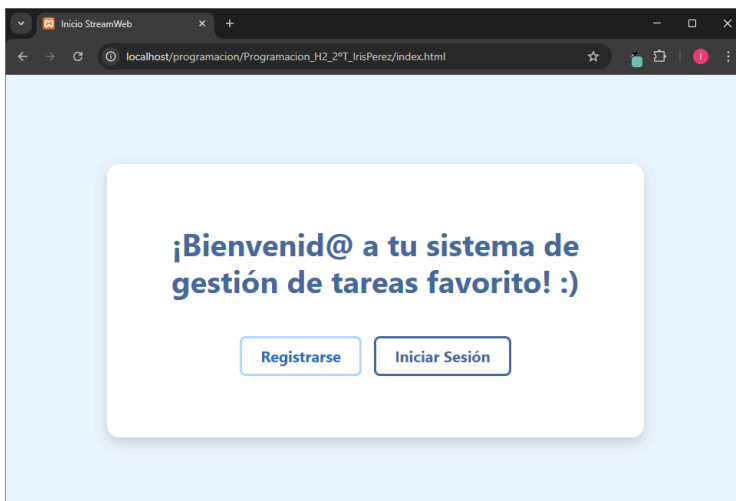 Inicio StreamWeb
localhost/programacion/Programacion_H2_2ºT_IrisPerez/index.html
I
¡Bienvenid@ a tu sistema de
gestión de tareas favorito! :)
Registrarse
Iniciar Sesión